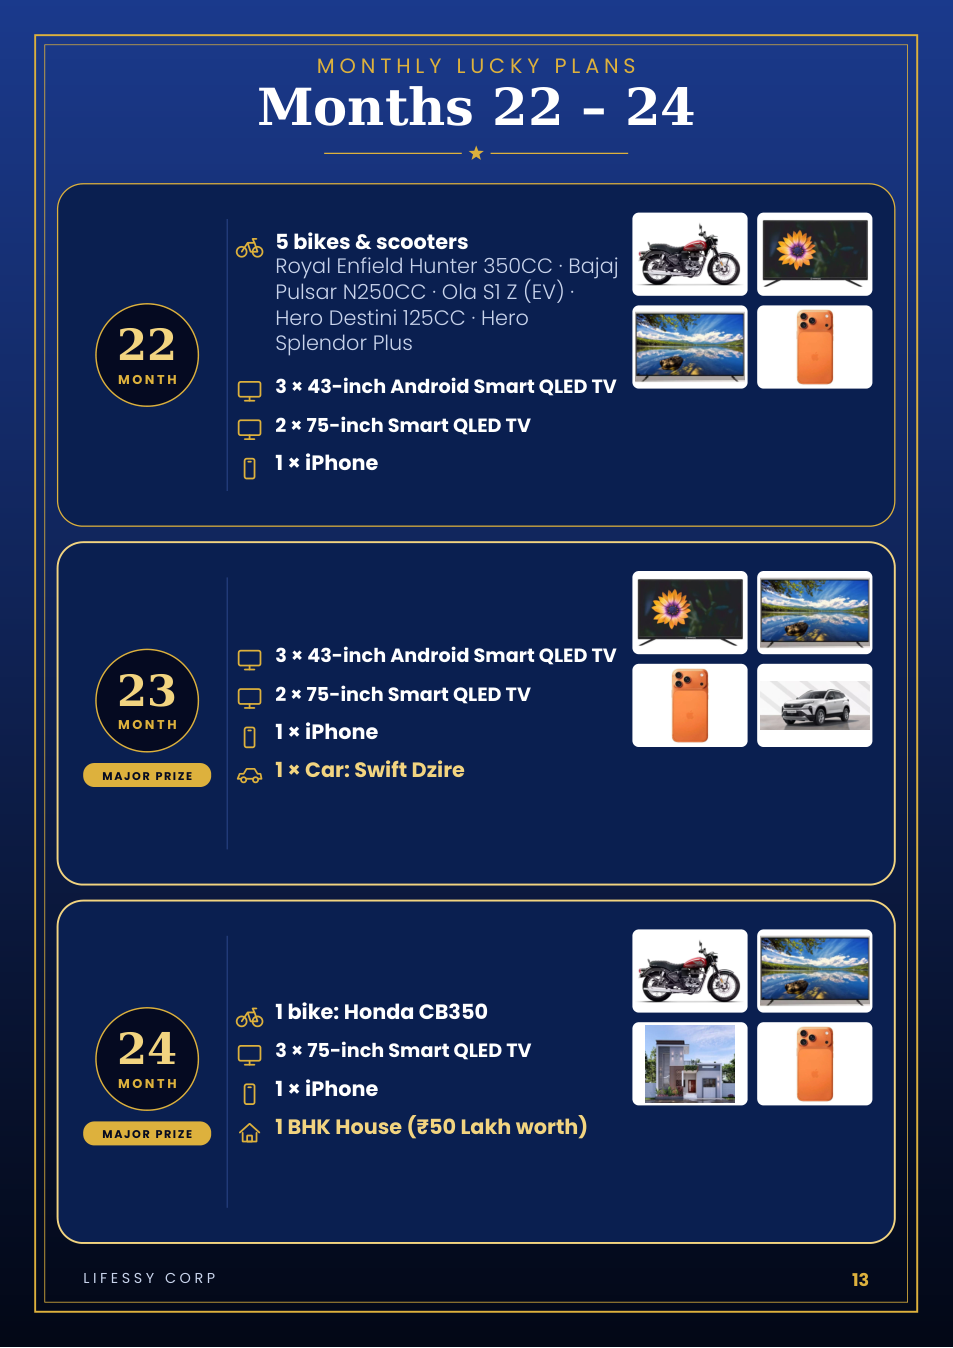 MONTHLY LUCKY PLANS
Months 22 – 24
22
MONTH
5 bikes & scooters
Royal Enfield Hunter 350CC · Bajaj
Pulsar N250CC · Ola S1 Z (EV) ·
Hero Destini 125CC · Hero
Splendor Plus
3 × 43-inch Android Smart QLED TV
2 × 75-inch Smart QLED TV
1 × iPhone
23
MONTH
MAJOR PRIZE
3 × 43-inch Android Smart QLED TV
2 × 75-inch Smart QLED TV
1 × iPhone
1 × Car: Swift Dzire
24
MONTH
MAJOR PRIZE
1 bike: Honda CB350
3 × 75-inch Smart QLED TV
1 × iPhone
1 BHK House (₹50 Lakh worth)
LIFESSY CORP
13